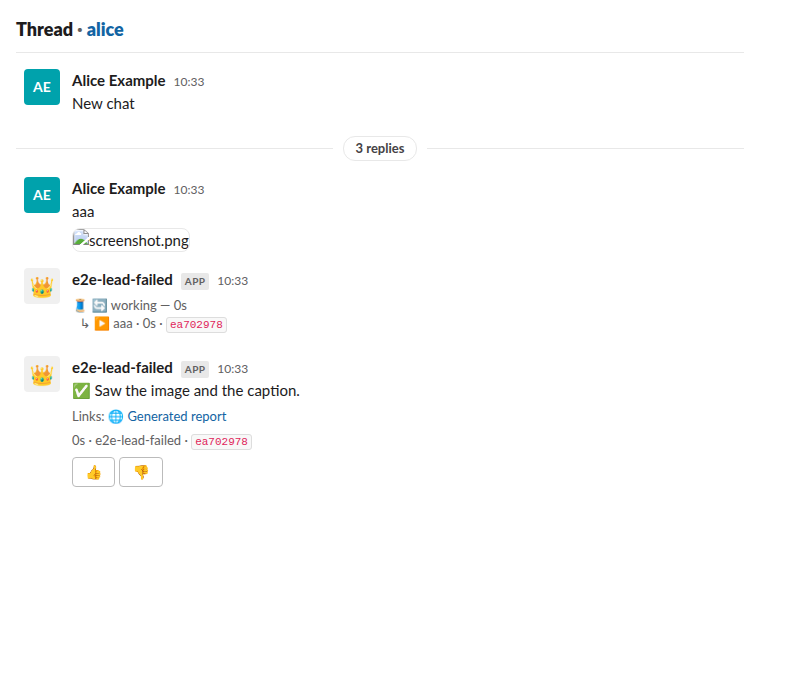 Thread • alice
AE
Alice Example 10:33
New chat
3 replies
AE
Alice Example 10:33
aaa
screenshot.png
e2e-lead-failed APP 10:33
🧵 🔄 working — 0s
↳ ▶️ aaa · 0s · ea702978
e2e-lead-failed APP 10:33
✅ Saw the image and the caption.
Links: 🌐 Generated report
0s · e2e-lead-failed · ea702978
👍 👎